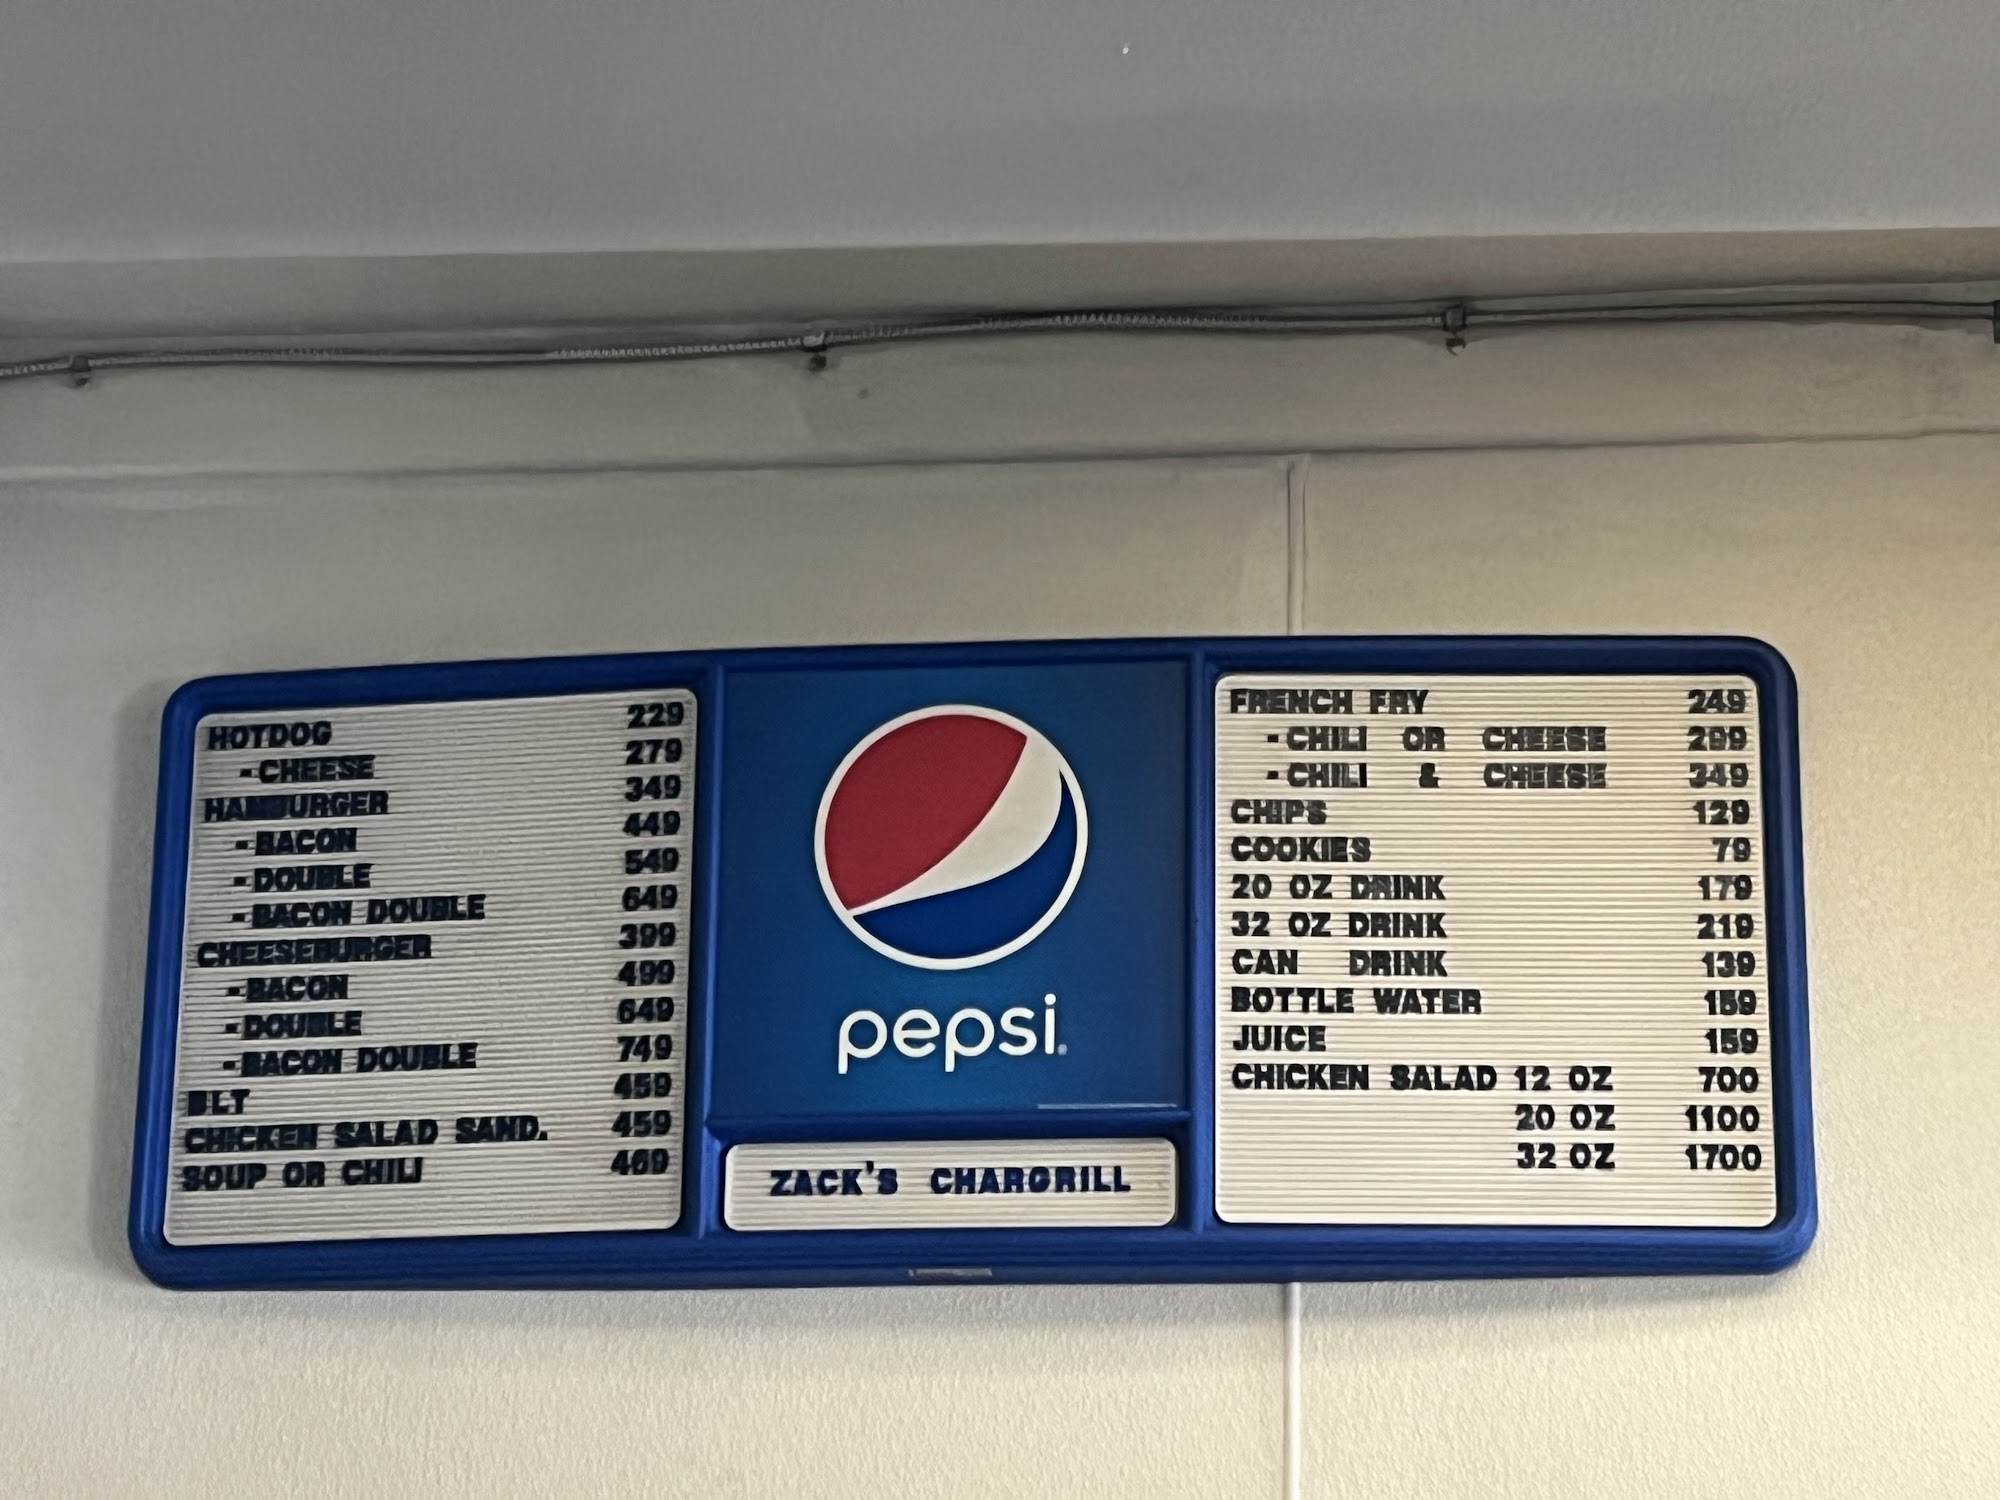 HOTDOG 229
-CHEESE 279
HAMBURGER 349
-BACON 449
-DOUBLE 549
-BACON DOUBLE 649
CHEESEBURGER 399
-BACON 499
-DOUBLE 649
-BACON DOUBLE 749
BLT 459
CHICKEN SALAD SAND. 459
SOUP OR CHILI 469
pepsi
ZACK'S CHARGRILL
FRENCH FRY 249
-CHILI OR CHEESE 299
-CHILI & CHEESE 349
CHIPS 129
COOKIES 79
20 OZ DRINK 179
32 OZ DRINK 219
CAN DRINK 139
BOTTLE WATER 159
JUICE 159
CHICKEN SALAD 12 OZ 700
20 OZ 1100
32 OZ 1700